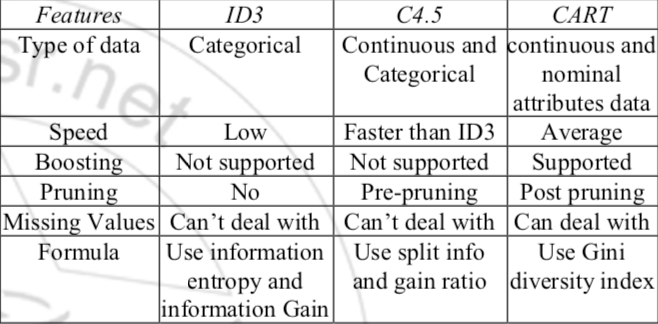 Features ID3 C4.5 CART
Type of data Categorical Continuous and Categorical continuous and nominal attributes data
Speed Low Faster than ID3 Average
Boosting Not supported Not supported Supported
Pruning No Pre-pruning Post pruning
Missing Values Can't deal with Can't deal with Can deal with
Formula Use information entropy and information Gain Use split info and gain ratio Use Gini diversity index
sr.net